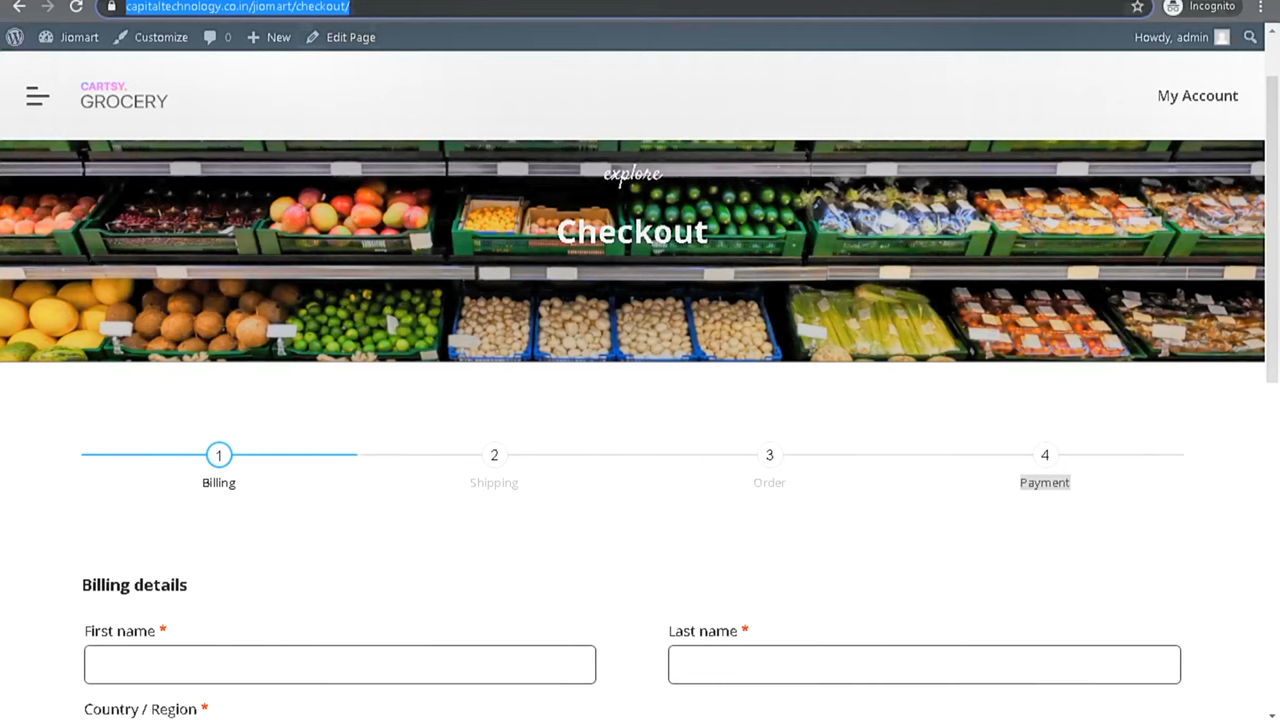 capitaltechnology.co.in/jiomart/checkout/
Incognito
Jiomart Customize 0 New Edit Page Howdy, admin
CARTSY.
GROCERY
My Account
explore
Checkout
1 2 3 4
Billing Shipping Order Payment
Billing details
First name * Last name *
Country / Region *